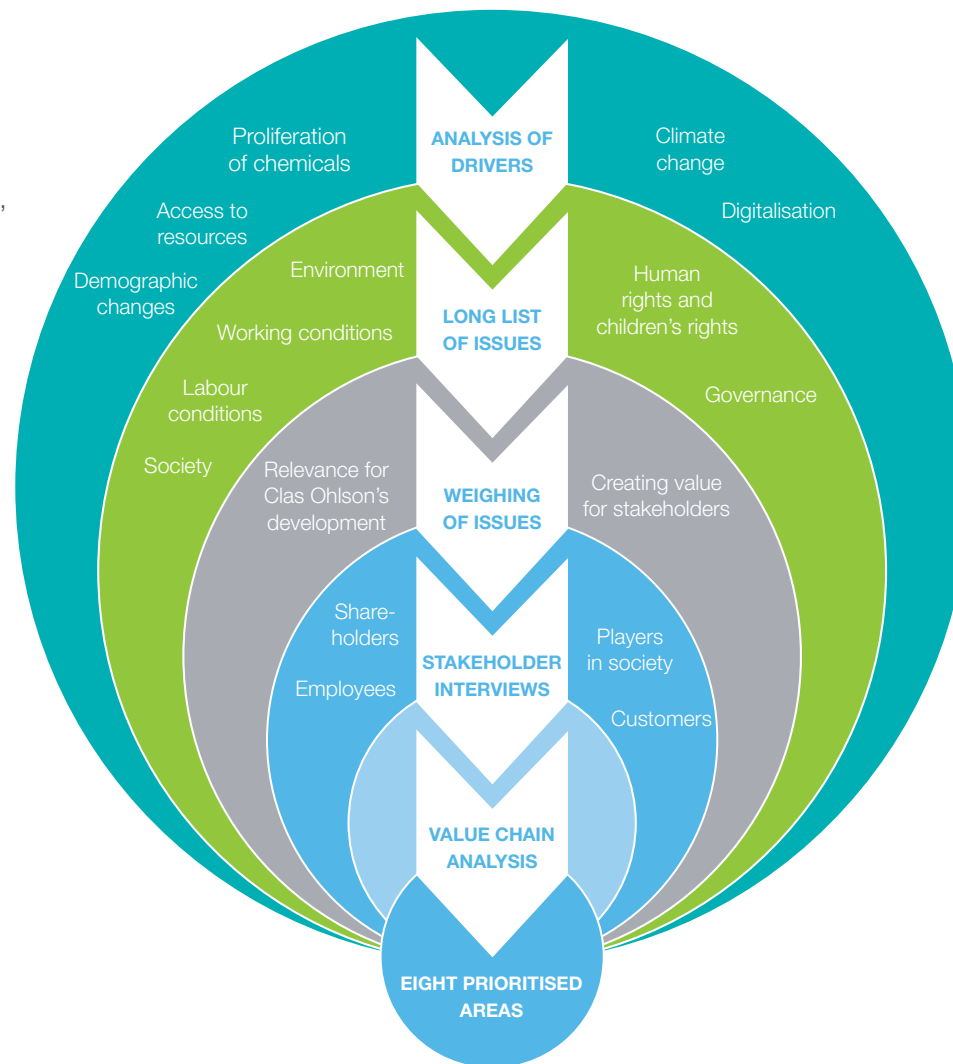 ANALYSIS OF
DRIVERS
Proliferation
of chemicals
Climate
change
,
Access to
resources
Digitalisation
Demographic
changes
Environment
Human
rights and
children's rights
Working conditions
LONG LIST
OF ISSUES
Labour
conditions
Governance
Society
Relevance for
Clas Ohlson's
development
Creating value
for stakeholders
WEIGHING
OF ISSUES
Share-
holders
Players
in society
Employees
STAKEHOLDER
INTERVIEWS
Customers
VALUE CHAIN
ANALYSIS
EIGHT PRIORITISED
AREAS